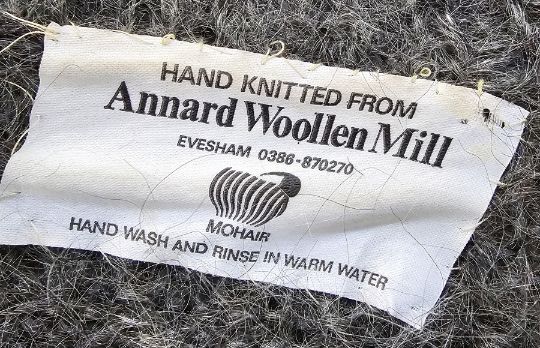 HAND KNITTED FROM
Annard Woollen Mill
EVESHAM 0386-870270
MOHAIR
HAND WASH AND RINSE IN WARM WATER